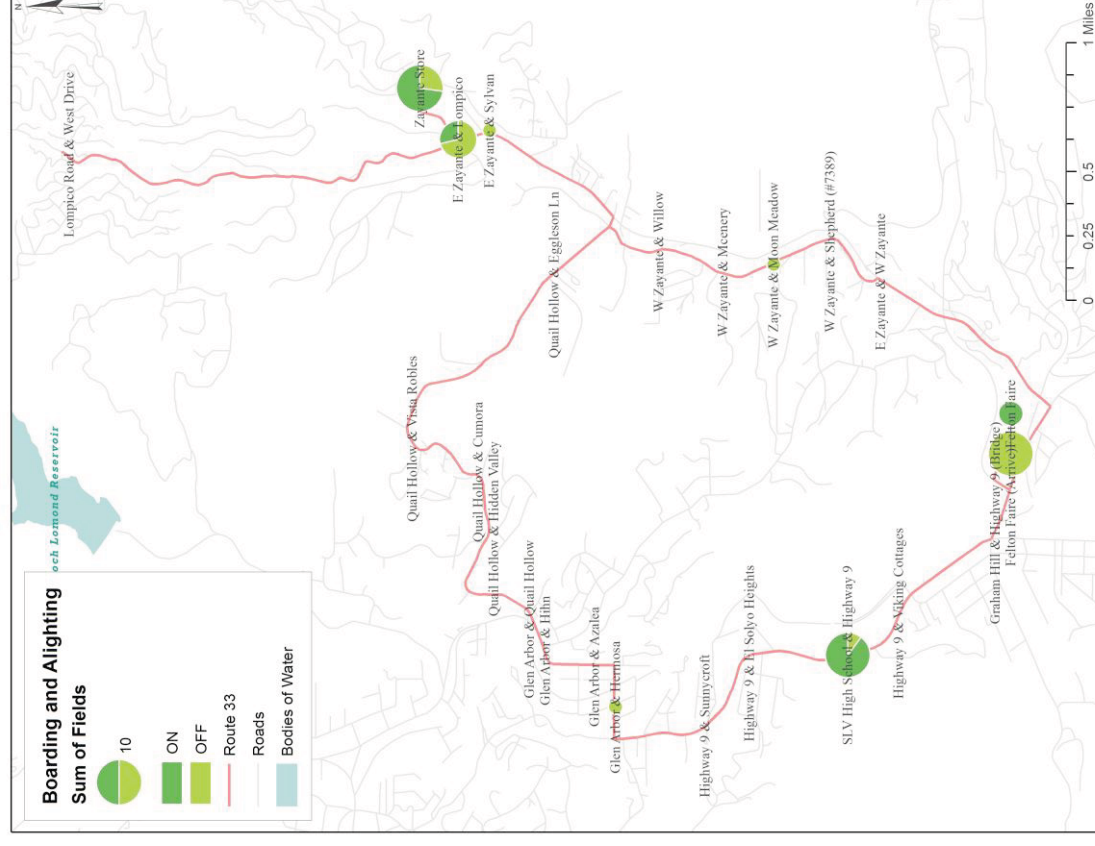 N
Lompico Road & West Drive
Zayante Store
E Zayante & Lompico
E Zayante & Sylvan
och Lomond Reservoir
Quail Hollow & Eggleson Ln
W Zayante & Willow
Quail Hollow & Vista Robles
W Zayante & Mcenery
Quail Hollow & Cumora
Quail Hollow & Hidden Valley
W Zayante & Moon Meadow
W Zayante & Shepherd (#7389)
E Zayante & W Zayante
Glen Arbor & Quail Hollow
Glen Arbor & Hihn
Glen Arbor & Azalea
Glen Arbor & Hermosa
Highway 9 & Sunnycroft
Highway 9 & El Solyo Heights
SLV High School & Highway 9
Highway 9 & Viking Cottages
Graham Hill & Highway 9 (Bridge)
Felton Faire (Arrive)
Felton Faire
Boarding and Alighting
Sum of Fields
10
ON
OFF
Route 33
Roads
Bodies of Water
0 0.25 0.5 1 Miles